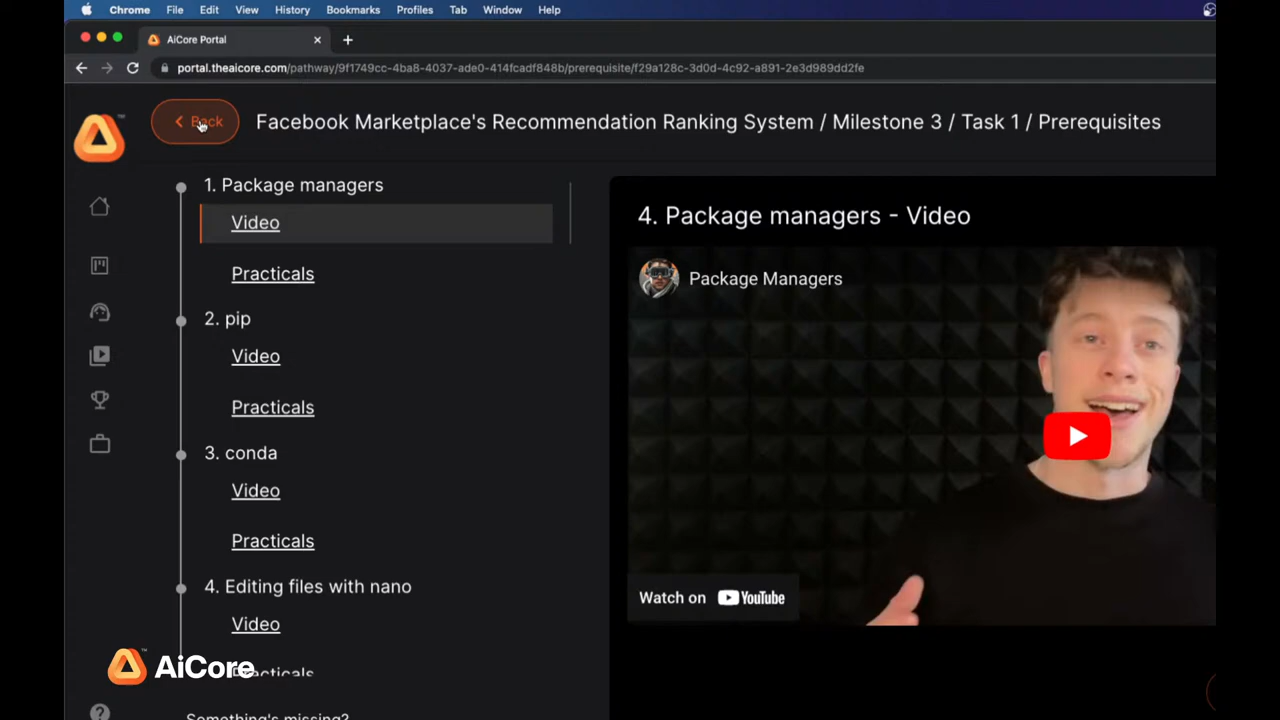 Chrome File Edit View History Bookmarks Profiles Tab Window Help
AiCore Portal
portal.theaicore.com/pathway/9f1749cc-4ba8-4037-ade0-414fcadf848b/prerequisite/f29a128c-3d0d-4c92-a891-2e3d989dd2fe
Back
Facebook Marketplace's Recommendation Ranking System / Milestone 3 / Task 1 / Prerequisites
1. Package managers
Video
Practicals
2. pip
Video
Practicals
3. conda
Video
Practicals
4. Editing files with nano
Video
Practicals
Something's missing?
4. Package managers - Video
Package Managers
Watch on YouTube
AiCore